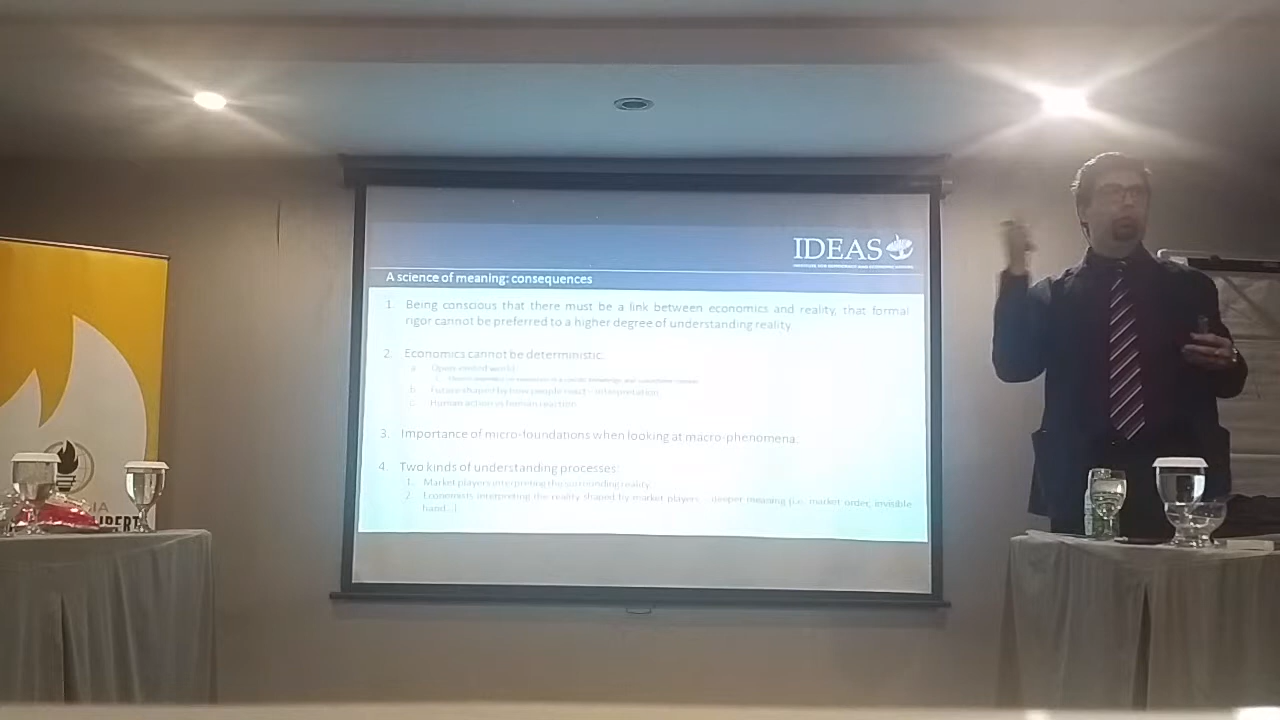 IDEAS
A science of meaning: consequences
1. Being conscious that there must be a link between economics and reality, that formal
rigor cannot be preferred to a higher degree of understanding reality.
2. Economics cannot be deterministic.
a. Open-ended world
b. Future shaped by how people react – interpretation
c. Human action vs human reaction
3. Importance of micro-foundations when looking at macro-phenomena.
4. Two kinds of understanding processes:
1. Market players interpreting the surrounding reality.
2. Economists interpreting the reality shaped by market players – deeper meaning (i.e. market order, invisible
hand...)